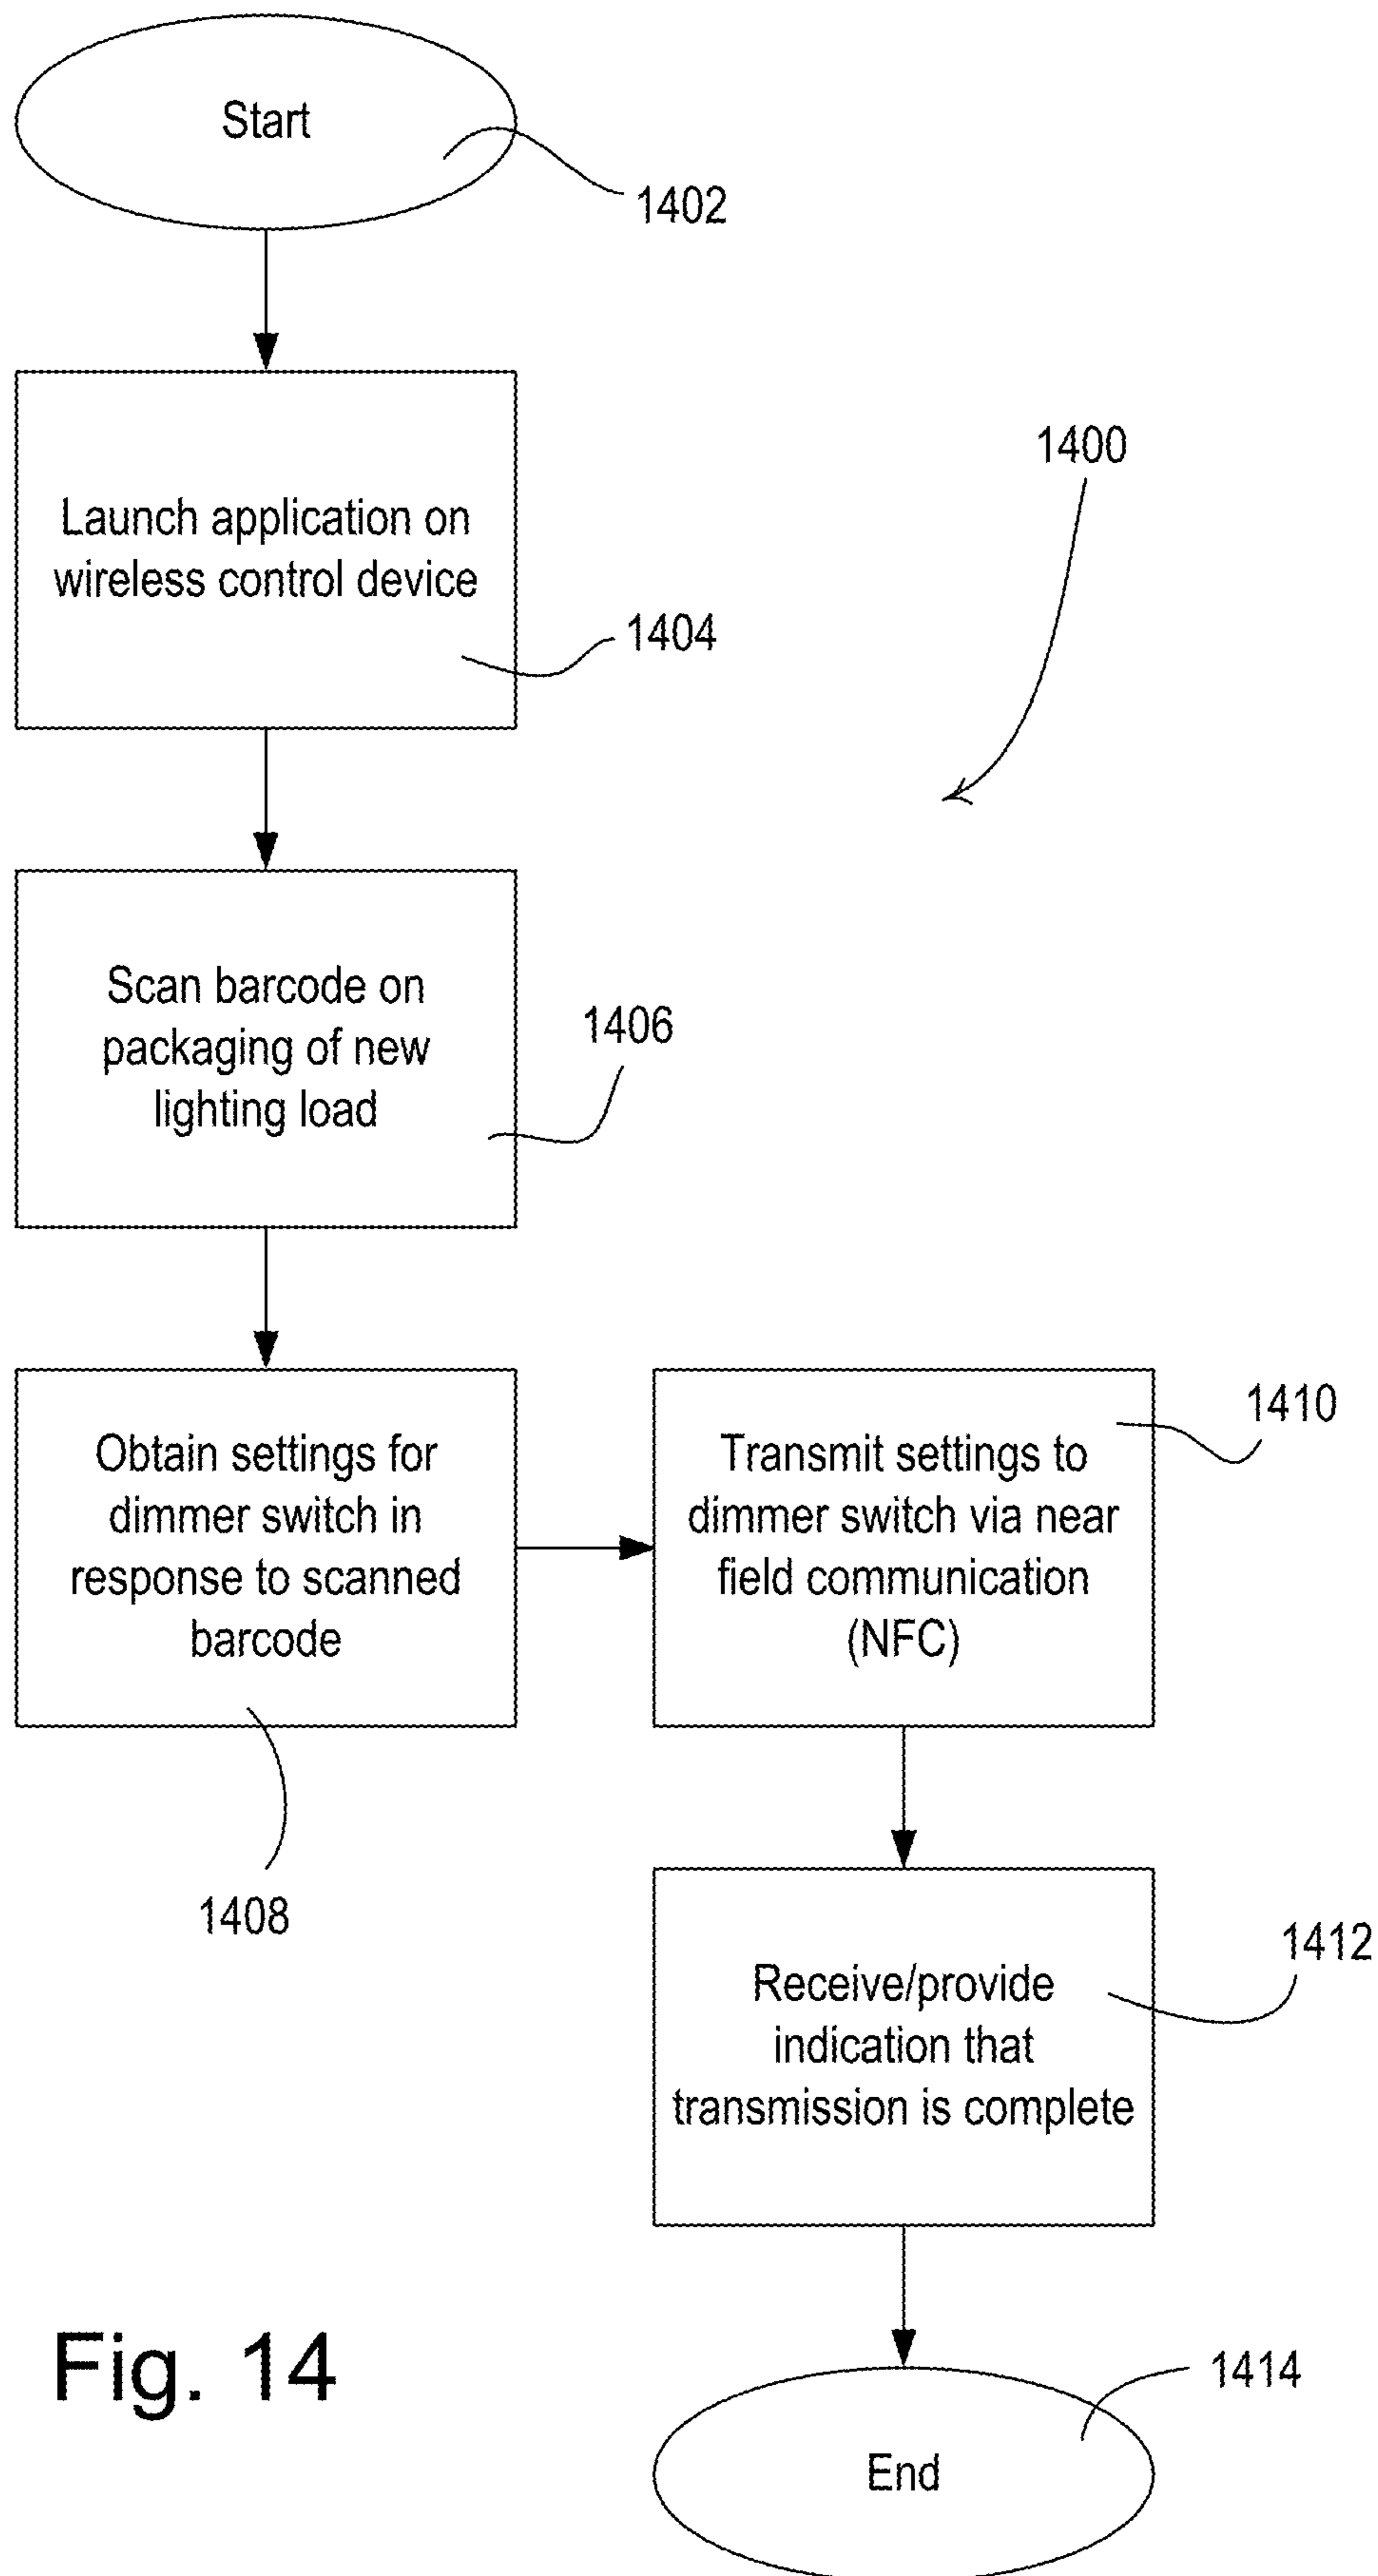 Start
1402
Launch application on
wireless control device
1404
1400
Scan barcode on
packaging of new
lighting load
1406
Obtain settings for
dimmer switch in
response to scanned
barcode
1408
Transmit settings to
dimmer switch via near
field communication
(NFC)
1410
Receive/provide
indication that
transmission is complete
1412
End
1414
Fig. 14